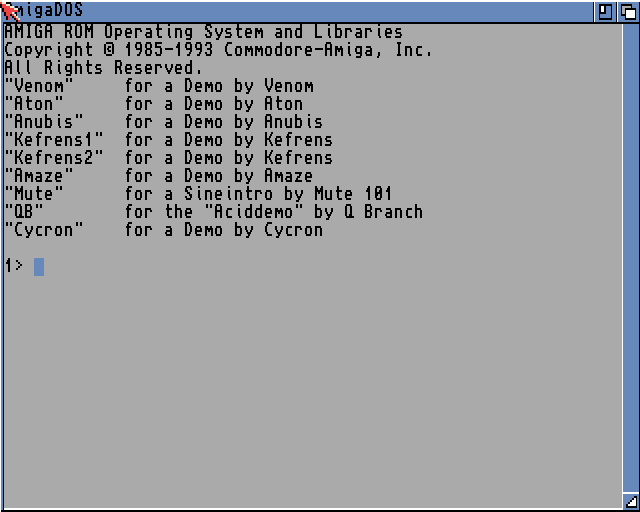 AmigaDOS
AMIGA ROM Operating System and Libraries
Copyright © 1985-1993 Commodore-Amiga, Inc.
All Rights Reserved.
"Venom" for a Demo by Venom
"Aton" for a Demo by Aton
"Anubis" for a Demo by Anubis
"Kefrens1" for a Demo by Kefrens
"Kefrens2" for a Demo by Kefrens
"Amaze" for a Demo by Amaze
"Mute" for a Sineintro by Mute 101
"QB" for the "Aciddemo" by Q Branch
"Cycron" for a Demo by Cycron
1>